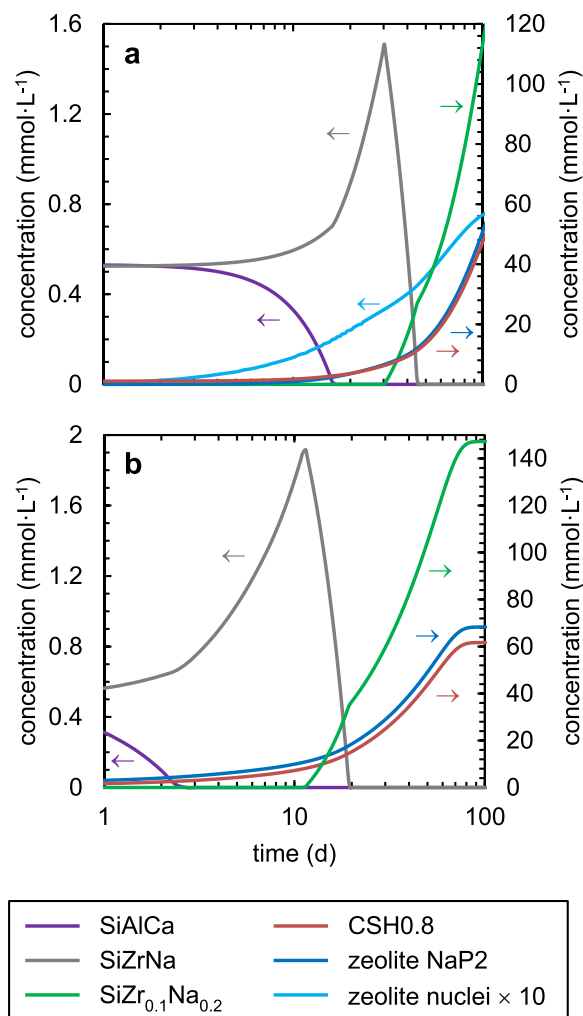 a
concentration (mmol·L⁻¹)
1.6
1.2
0.8
0.4
0
120
100
80
60
40
20
0
concentration (mmol·L⁻¹)
b
concentration (mmol·L⁻¹)
2
1.6
1.2
0.8
0.4
0
140
120
100
80
60
40
20
0
concentration (mmol·L⁻¹)
1 10 100
time (d)
SiAlCa
SiZrNa
SiZr₀.₁Na₀.₂
CSH0.8
zeolite NaP2
zeolite nuclei × 10